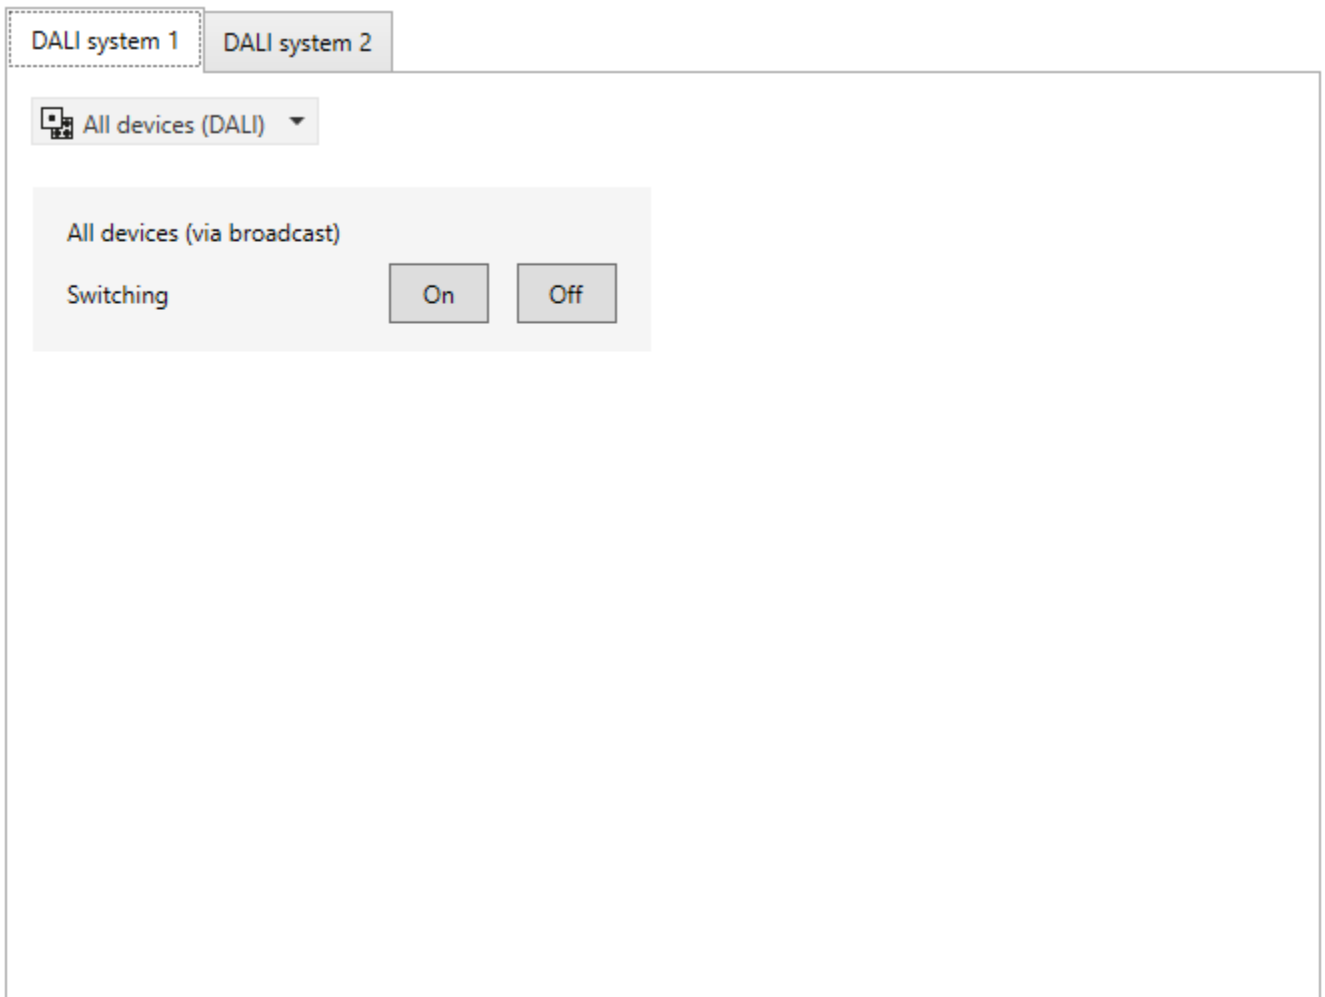 DALI system 1
DALI system 2
All devices (DALI)
All devices (via broadcast)
Switching
On
Off